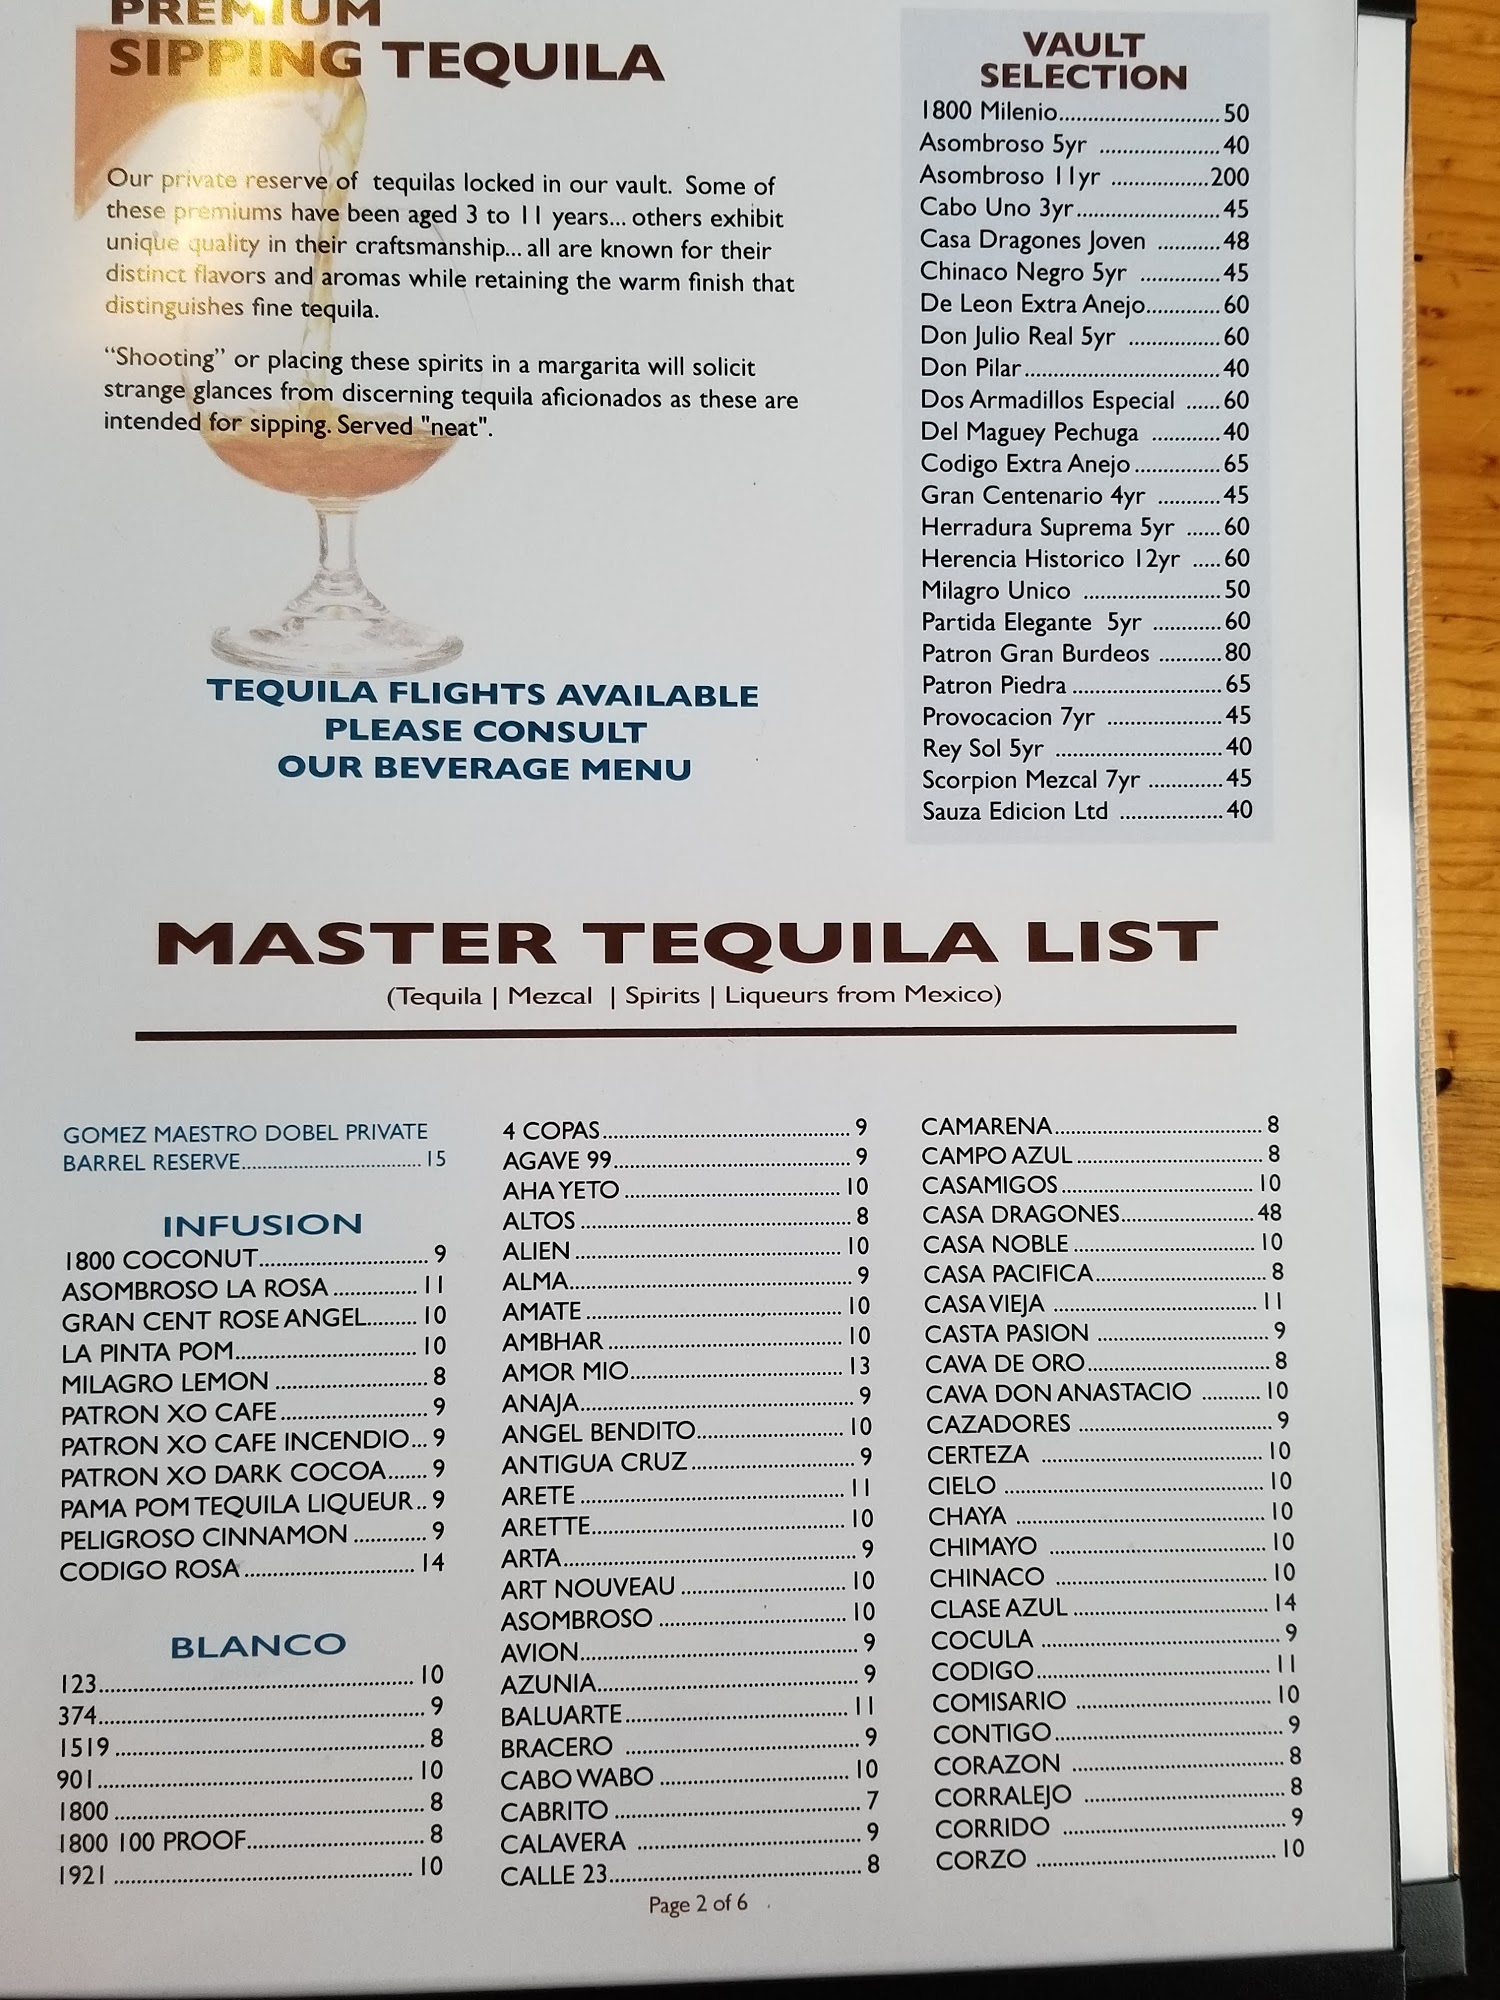 PREMIUM
SIPPING TEQUILA
Our private reserve of tequilas locked in our vault. Some of
these premiums have been aged 3 to 11 years... others exhibit
unique quality in their craftsmanship... all are known for their
distinct flavors and aromas while retaining the warm finish that
distinguishes fine tequila.
“Shooting” or placing these spirits in a margarita will solicit
strange glances from discerning tequila aficionados as these are
intended for sipping. Served "neat".
TEQUILA FLIGHTS AVAILABLE
PLEASE CONSULT
OUR BEVERAGE MENU
VAULT
SELECTION
1800 Milenio............................50
Asombroso 5yr .....................40
Asombroso 11yr .................200
Cabo Uno 3yr.........................45
Casa Dragones Joven ...........48
Chinaco Negro 5yr ..............45
De Leon Extra Anejo.............60
Don Julio Real 5yr ................60
Don Pilar..................................40
Dos Armadillos Especial ......60
Del Maguey Pechuga ............40
Codigo Extra Anejo...............65
Gran Centenario 4yr ...........45
Herradura Suprema 5yr ......60
Herencia Historico 12yr .....60
Milagro Unico ........................50
Partida Elegante 5yr ............60
Patron Gran Burdeos ...........80
Patron Piedra..........................65
Provocacion 7yr ....................45
Rey Sol 5yr .............................40
Scorpion Mezcal 7yr .............45
Sauza Edicion Ltd ..................40
MASTER TEQUILA LIST
(Tequila | Mezcal | Spirits | Liqueurs from Mexico)
GOMEZ MAESTRO DOBEL PRIVATE
BARREL RESERVE................................15
INFUSION
1800 COCONUT..............................9
ASOMBROSO LA ROSA ...............11
GRAN CENT ROSE ANGEL.........10
LA PINTA POM................................10
MILAGRO LEMON ...........................8
PATRON XO CAFE..........................9
PATRON XO CAFE INCENDIO...9
PATRON XO DARK COCOA.......9
PAMA POM TEQUILA LIQUEUR..9
PELIGROSO CINNAMON .............9
CODIGO ROSA..............................14
BLANCO
123........................................................10
374..........................................................9
1519.......................................................8
901........................................................10
1800.......................................................8
1800 100 PROOF................................8
1921.....................................................10
4 COPAS............................................9
AGAVE 99..........................................9
AHA YETO......................................10
ALTOS................................................8
ALIEN...............................................10
ALMA..................................................9
AMATE..............................................10
AMBHAR..........................................10
AMOR MIO......................................13
ANAJA.................................................9
ANGEL BENDITO..........................10
ANTIGUA CRUZ.............................9
ARETE...............................................11
ARETTE.............................................10
ARTA....................................................9
ART NOUVEAU.............................10
ASOMBROSO .................................10
AVION.................................................9
AZUNIA..............................................9
BALUARTE........................................11
BRACERO .........................................9
CABO WABO .................................10
CABRITO ...........................................7
CALAVERA .......................................9
CALLE 23............................................8
CAMARENA.....................................8
CAMPO AZUL.................................8
CASAMIGOS..................................10
CASA DRAGONES.......................48
CASA NOBLE................................10
CASA PACIFICA..............................8
CASA VIEJA ....................................11
CASTA PASION ..............................9
CAVA DE ORO................................8
CAVA DON ANASTACIO ..........10
CAZADORES ..................................9
CERTEZA .......................................10
CIELO ..............................................10
CHAYA ............................................10
CHIMAYO ......................................10
CHINACO .....................................10
CLASE AZUL..................................14
COCULA ..........................................9
CODIGO.........................................11
COMISARIO ..................................10
CONTIGO........................................9
CORAZON .....................................8
CORRALEJO ...................................8
CORRIDO ........................................9
CORZO ..........................................10
Page 2 of 6